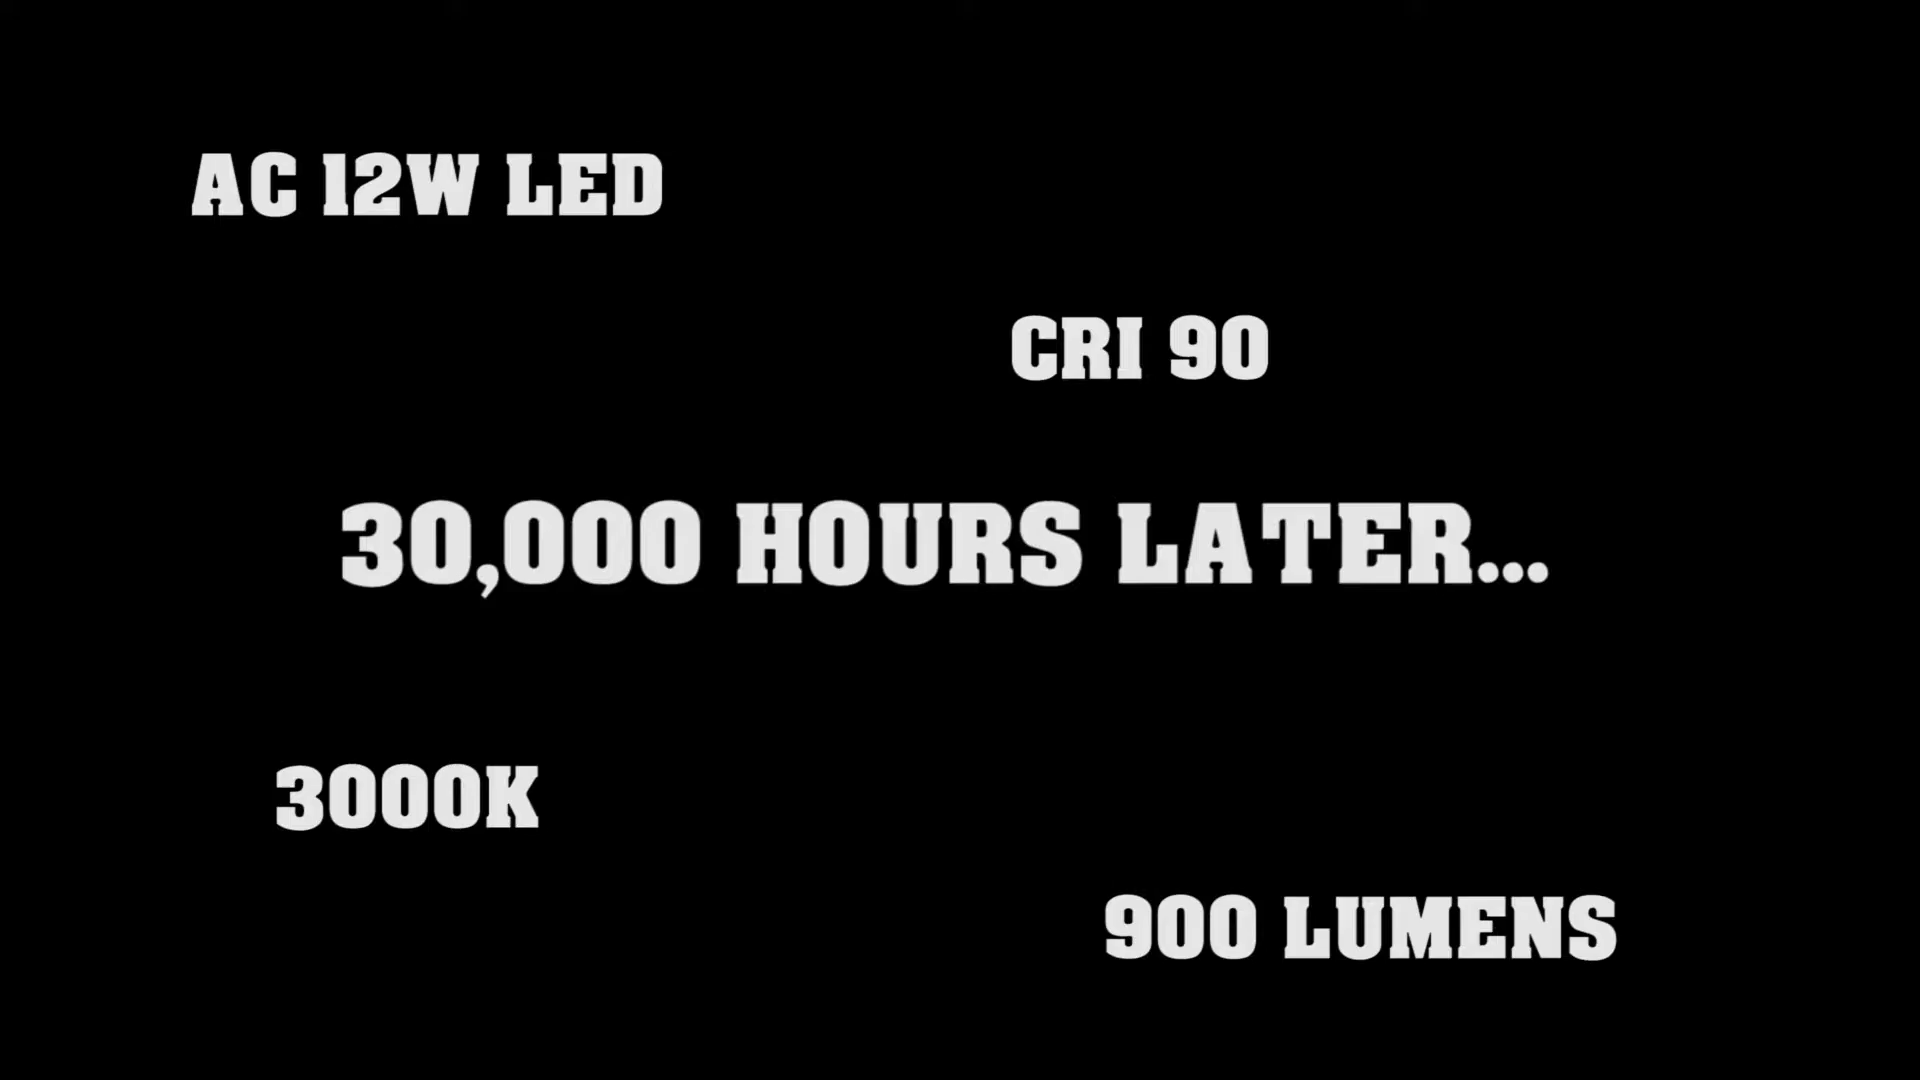 AC 12W LED
CRI 90
30,000 HOURS LATER...
3000K
900 LUMENS